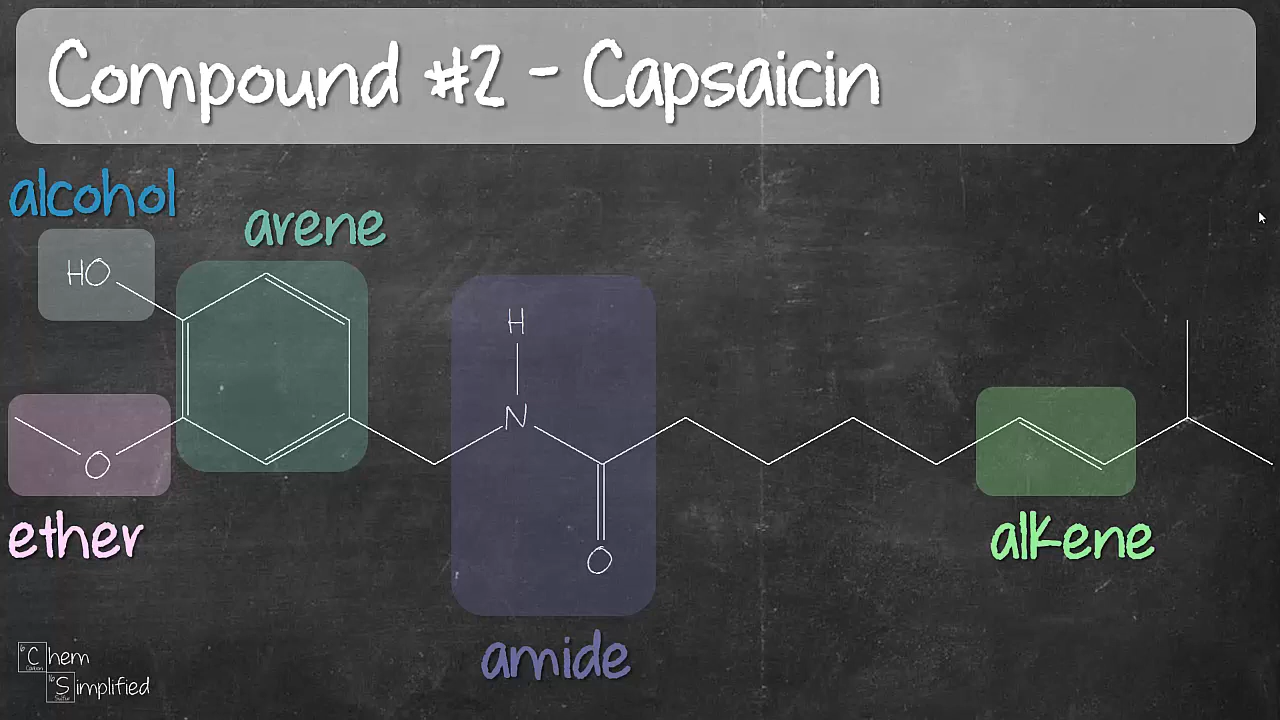 Compound #2 - Capsaicin
alcohol
arene
HO
H
N
O
O
ether
alkene
amide
Chem
Simplified